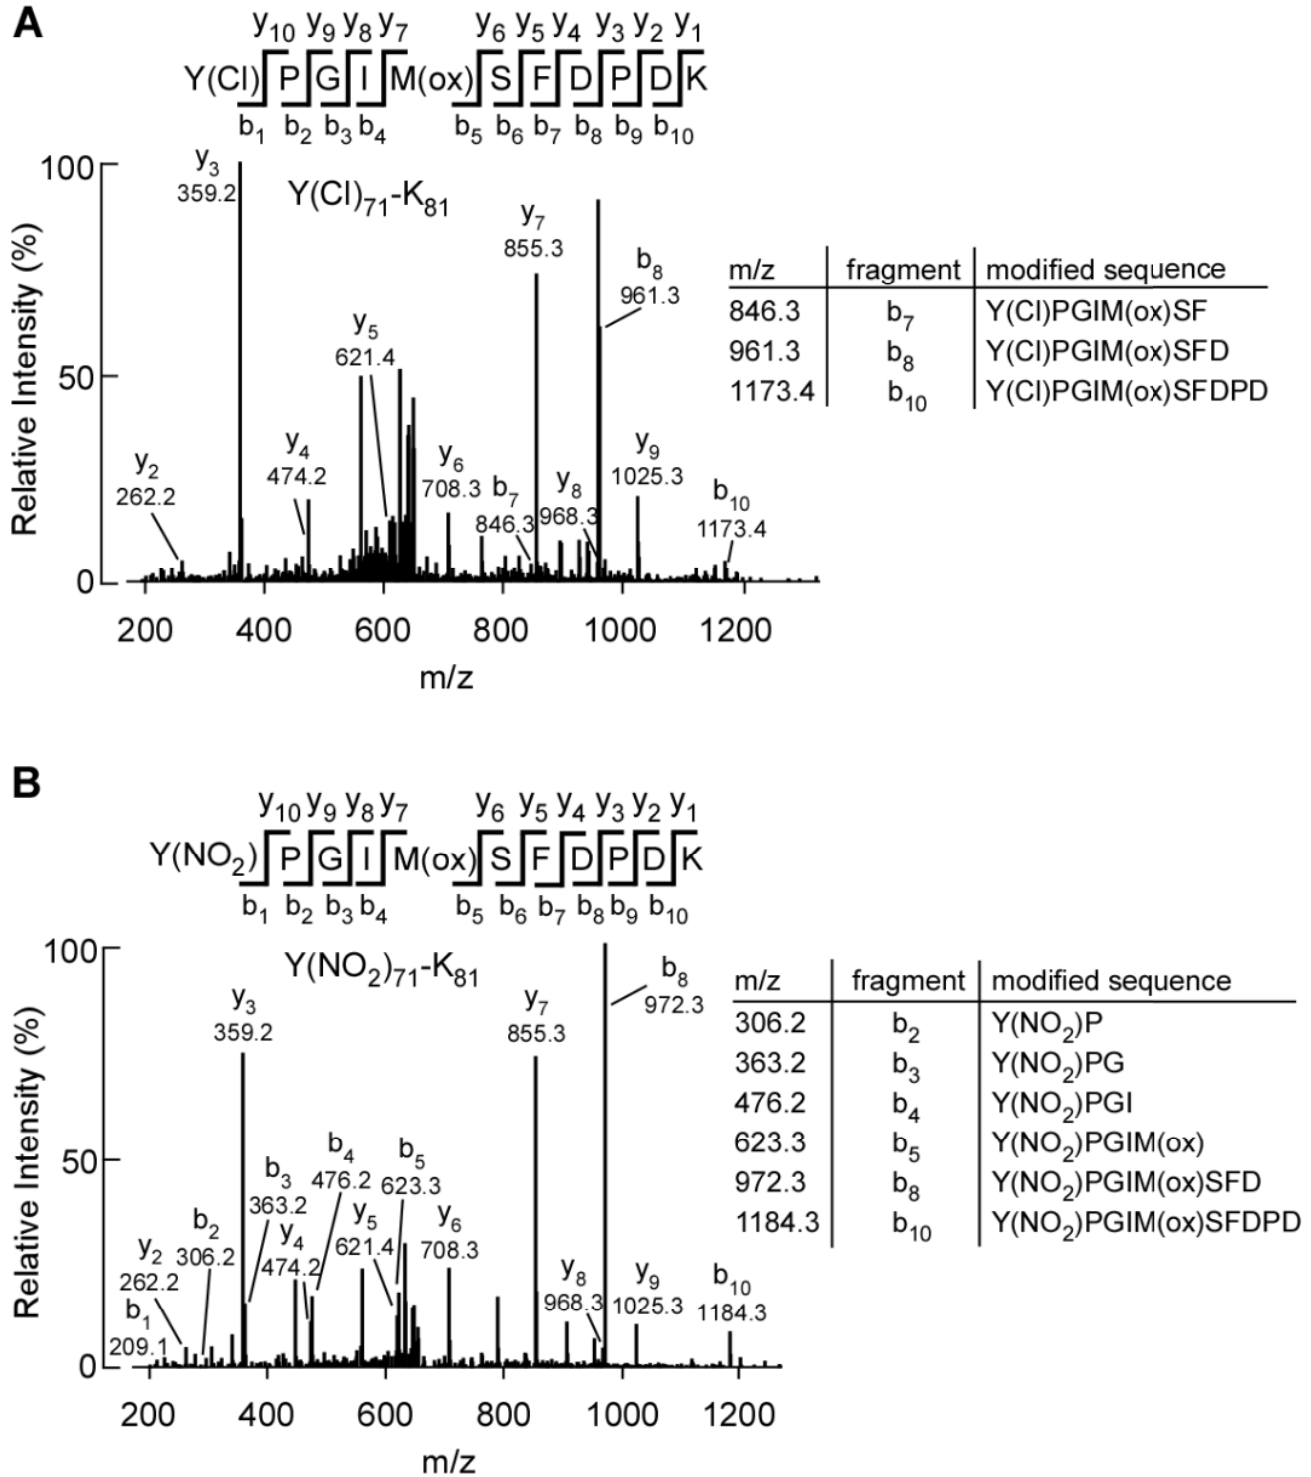 A
y10 y9 y8 y7 y6 y5 y4 y3 y2 y1
Y(Cl) P G I M(ox) S F D P D K
b1 b2 b3 b4 b5 b6 b7 b8 b9 b10
Relative Intensity (%)
100
50
0
Y(Cl)71-K81
y3
359.2
y7
855.3
b8
961.3
y5
621.4
y4
474.2
y2
262.2
y6
708.3
b7
846.3
y8
968.3
y9
1025.3
b10
1173.4
200 400 600 800 1000 1200
m/z
m/z fragment modified sequence
846.3 b7 Y(Cl)PGIM(ox)SF
961.3 b8 Y(Cl)PGIM(ox)SFD
1173.4 b10 Y(Cl)PGIM(ox)SFDPD
B
y10 y9 y8 y7 y6 y5 y4 y3 y2 y1
Y(NO2) P G I M(ox) S F D P D K
b1 b2 b3 b4 b5 b6 b7 b8 b9 b10
Relative Intensity (%)
100
50
0
Y(NO2)71-K81
y3
359.2
y7
855.3
b8
972.3
b4
476.2
b5
623.3
b3
363.2
y4
474.2
y5
621.4
y6
708.3
b2
306.2
y2
262.2
b1
209.1
y8
968.3
y9
1025.3
b10
1184.3
200 400 600 800 1000 1200
m/z
m/z fragment modified sequence
306.2 b2 Y(NO2)P
363.2 b3 Y(NO2)PG
476.2 b4 Y(NO2)PGI
623.3 b5 Y(NO2)PGIM(ox)
972.3 b8 Y(NO2)PGIM(ox)SFD
1184.3 b10 Y(NO2)PGIM(ox)SFDPD